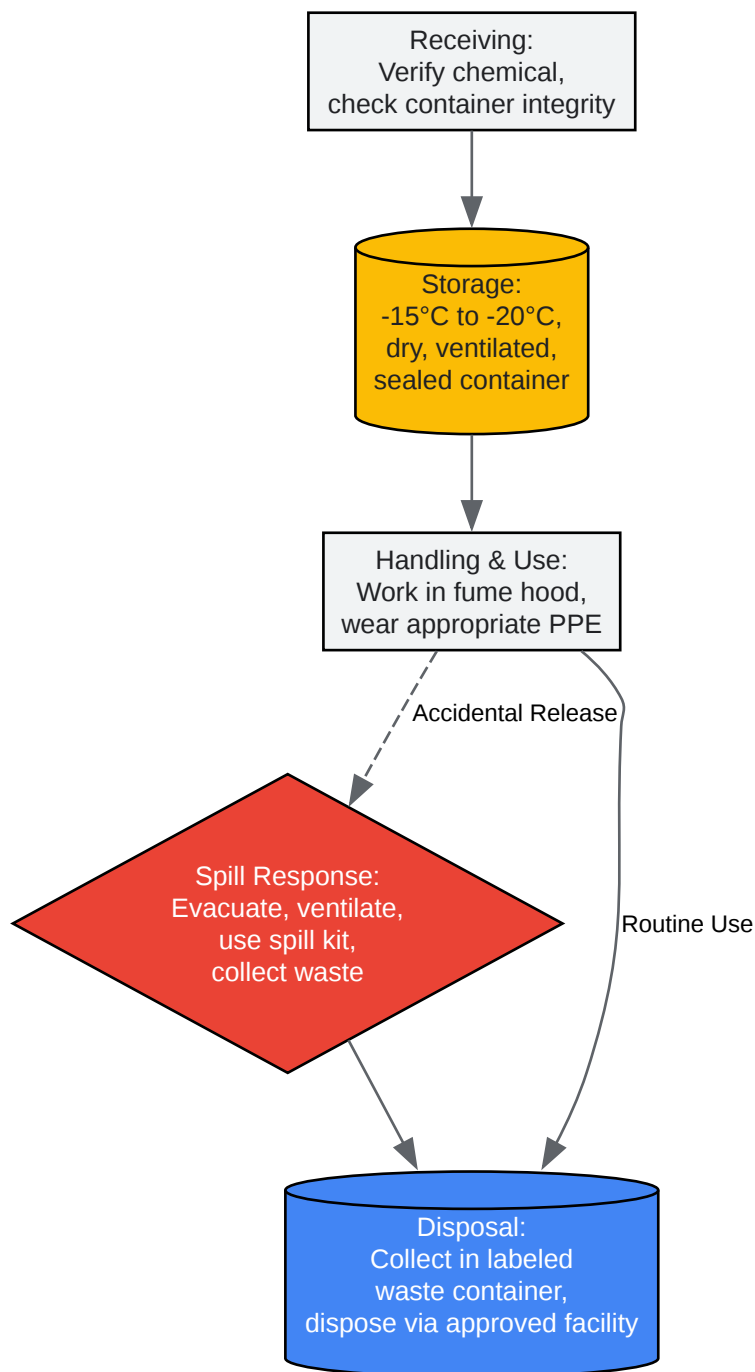 Receiving:
Verify chemical,
check container integrity
Storage:
-15°C to -20°C,
dry, ventilated,
sealed container
Handling & Use:
Work in fume hood,
wear appropriate PPE
Accidental Release
Spill Response:
Evacuate, ventilate,
use spill kit,
collect waste
Routine Use
Disposal:
Collect in labeled
waste container,
dispose via approved facility